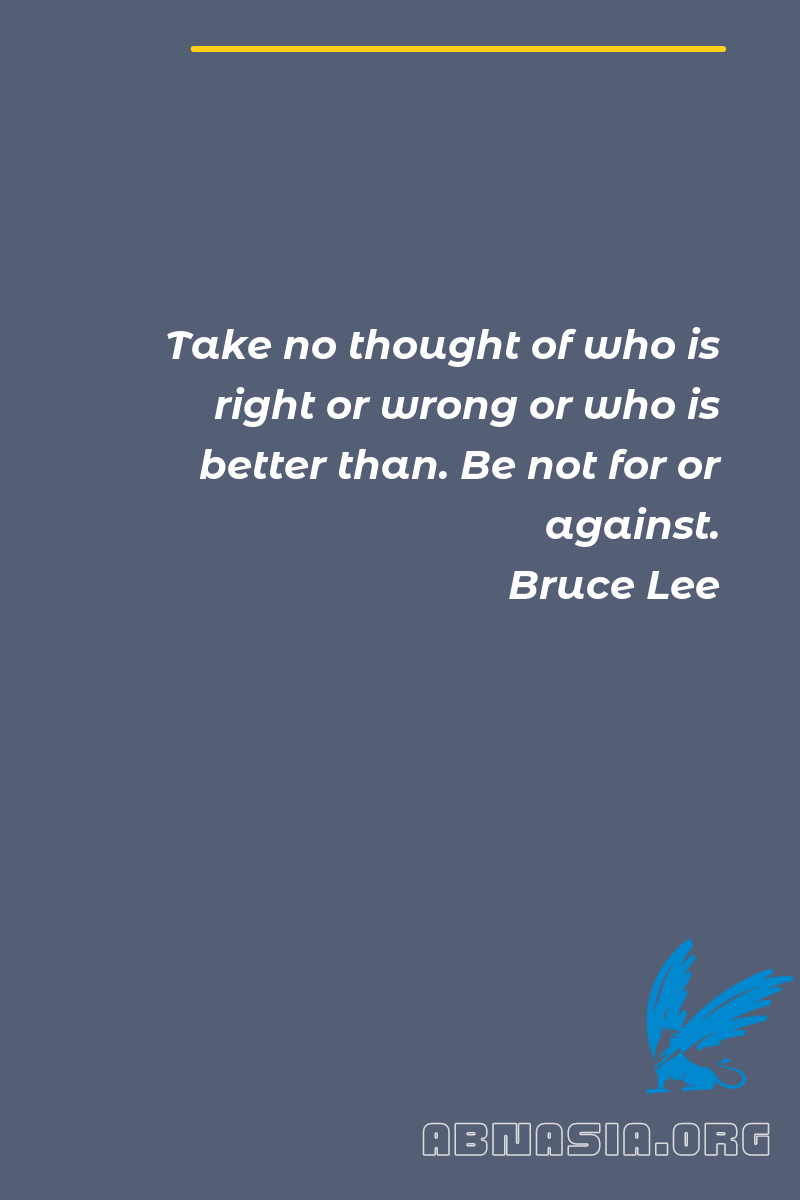 Take no thought of who is
right or wrong or who is
better than. Be not for or
against.
Bruce Lee
ABNASIA.ORG